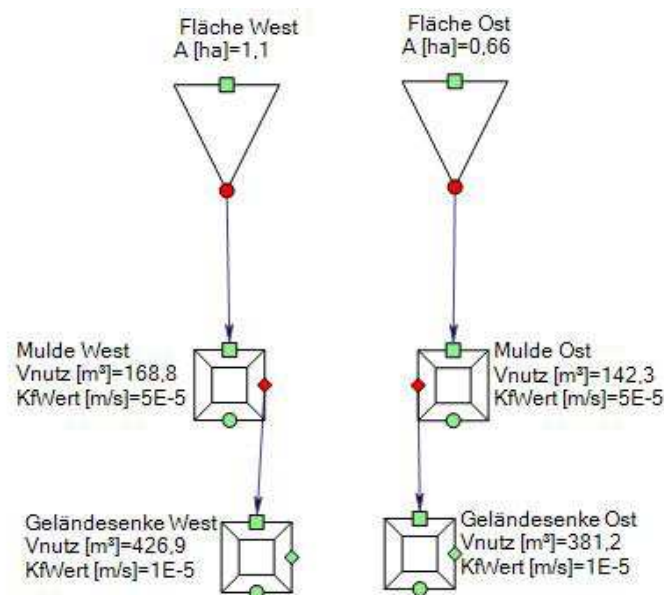 Fläche West
A [ha]=1,1
Fläche Ost
A [ha]=0,66
Mulde West
Vnutz [m³]=168,8
KfWert [m/s]=5E-5
Mulde Ost
Vnutz [m³]=142,3
KfWert [m/s]=5E-5
Geländesenke West
Vnutz [m³]=426,9
KfWert [m/s]=1E-5
Geländesenke Ost
Vnutz [m³]=381,2
KfWert [m/s]=1E-5